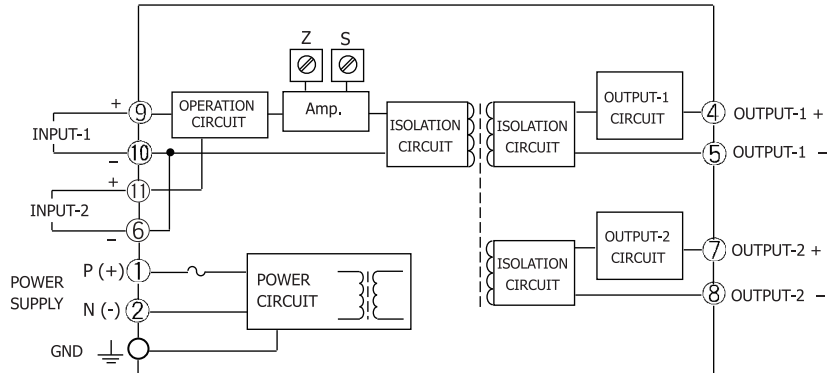 Z S
+ 9 OPERATION CIRCUIT Amp. ISOLATION CIRCUIT ISOLATION CIRCUIT OUTPUT-1 CIRCUIT 4 OUTPUT-1 +
INPUT-1
– 10 5 OUTPUT-1 –
+ 11
INPUT-2
– 6
ISOLATION CIRCUIT OUTPUT-2 CIRCUIT 7 OUTPUT-2 +
8 OUTPUT-2 –
POWER SUPPLY
P (+) 1 POWER CIRCUIT
N (-) 2
GND